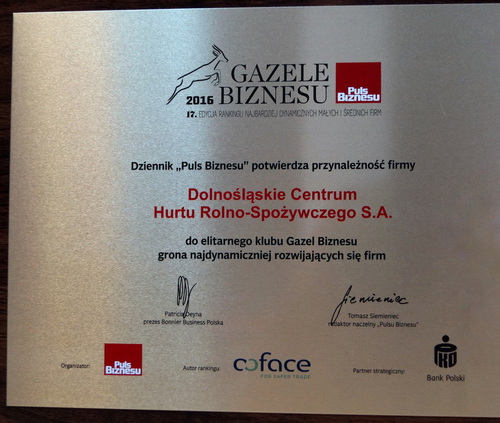 GAZELE
2016 BIZNESU
Puls
Biznesu
17. EDYCJA RANKINGU NAJBARDZIEJ DYNAMICZNYCH MAŁYCH I ŚREDNICH FIRM
Dziennik „Puls Biznesu” potwierdza przynależność firmy
Dolnośląskie Centrum
Hurtu Rolno-Spożywczego S.A.
do elitarnego klubu Gazel Biznesu
grona najdynamiczniej rozwijających się firm
Siemieniec
Patrycja Deyna
prezes Bonnier Business Polska
Tomasz Siemieniec
redaktor naczelny „Pulsu Biznesu”
Organizator:
Puls
Biznesu
Autor rankingu:
coface
FOR SAFER TRADE
Partner strategiczny:
PKO
Bank Polski